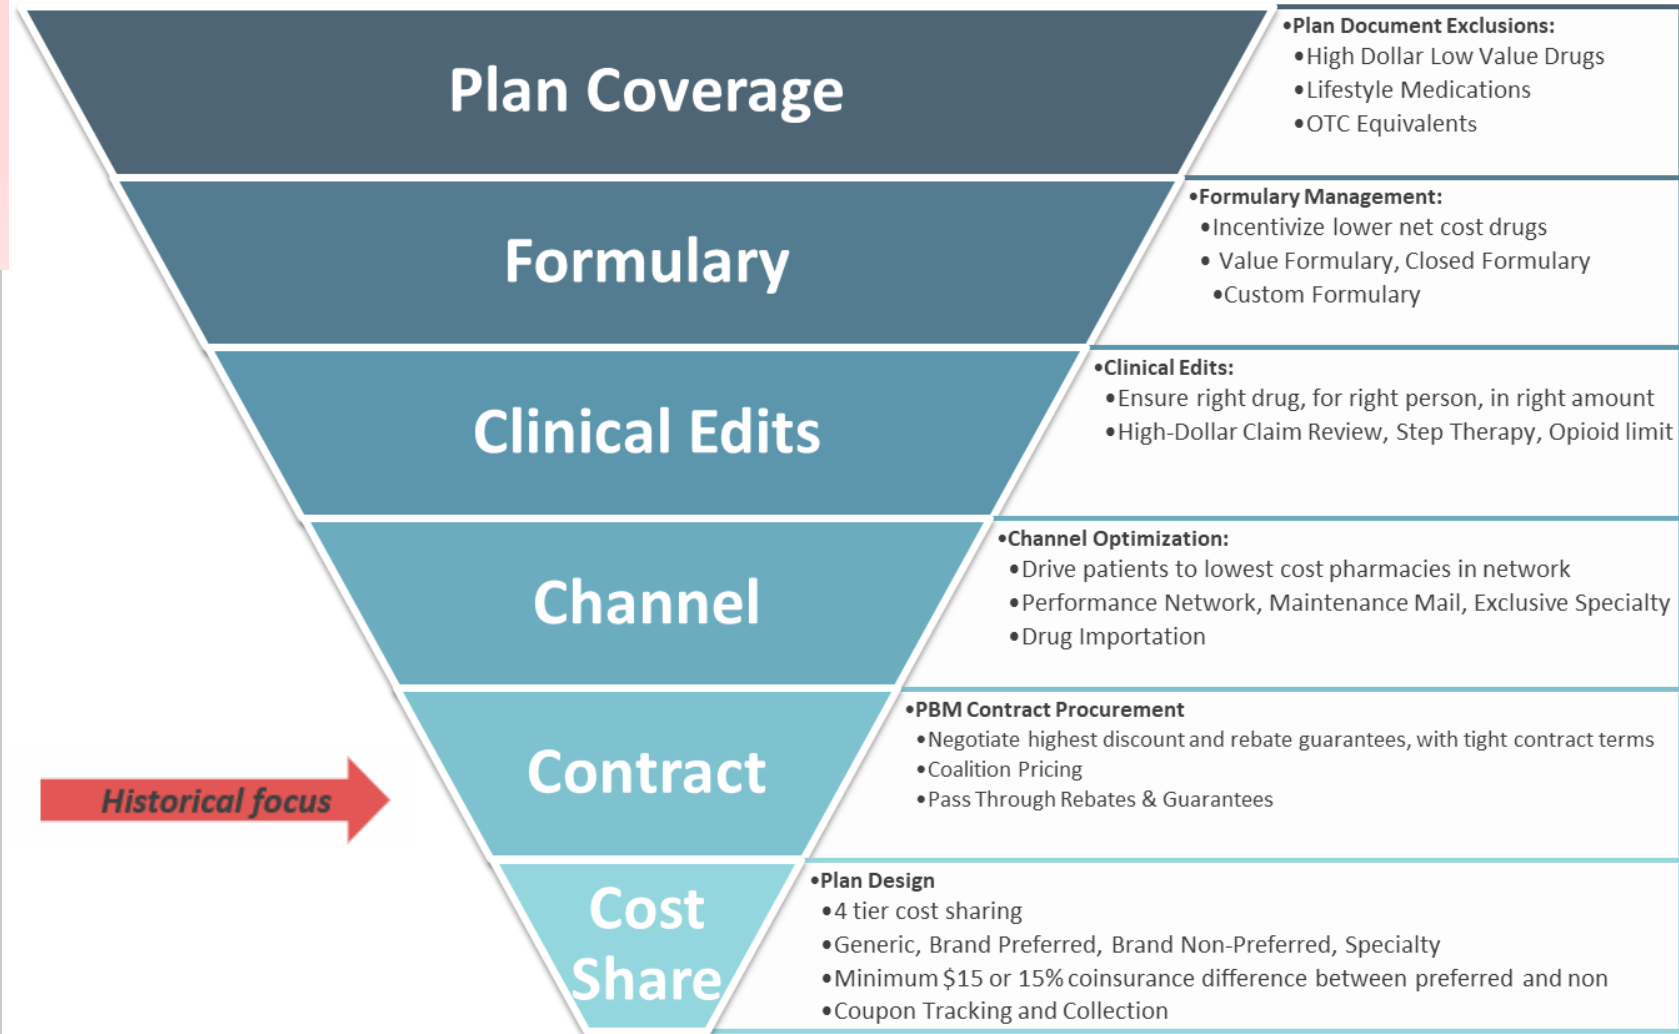 Plan Coverage
•Plan Document Exclusions:
•High Dollar Low Value Drugs
•Lifestyle Medications
•OTC Equivalents
Formulary
•Formulary Management:
•Incentivize lower net cost drugs
• Value Formulary, Closed Formulary
•Custom Formulary
Clinical Edits
•Clinical Edits:
•Ensure right drug, for right person, in right amount
•High-Dollar Claim Review, Step Therapy, Opioid limit
Channel
•Channel Optimization:
•Drive patients to lowest cost pharmacies in network
•Performance Network, Maintenance Mail, Exclusive Specialty
•Drug Importation
Historical focus
Contract
•PBM Contract Procurement
•Negotiate highest discount and rebate guarantees, with tight contract terms
•Coalition Pricing
•Pass Through Rebates & Guarantees
Cost
Share
•Plan Design
•4 tier cost sharing
•Generic, Brand Preferred, Brand Non-Preferred, Specialty
•Minimum $15 or 15% coinsurance difference between preferred and non
•Coupon Tracking and Collection